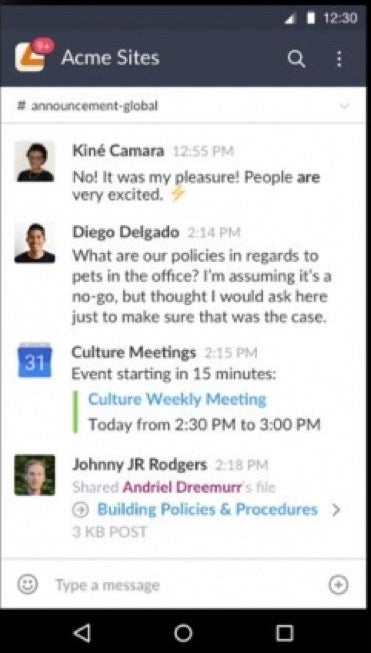 12:30
9+
Acme Sites
# announcement-global
Kiné Camara 12:55 PM
No! It was my pleasure! People are
very excited. ⚡
Diego Delgado 2:14 PM
What are our policies in regards to
pets in the office? I'm assuming it's a
no-go, but thought I would ask here
just to make sure that was the case.
31
Culture Meetings 2:15 PM
Event starting in 15 minutes:
Culture Weekly Meeting
Today from 2:30 PM to 3:00 PM
Johnny JR Rodgers 2:18 PM
Shared Andriel Dreemurr's file
Building Policies & Procedures
3 KB POST
Type a message